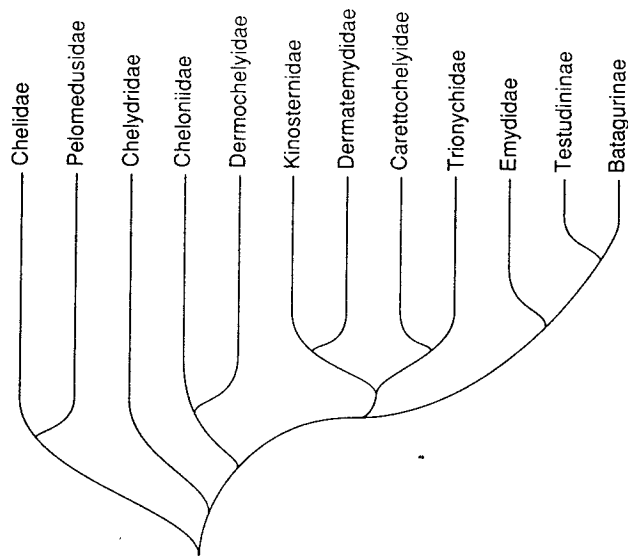 Chelidae
Pelomedusidae
Chelydridae
Cheloniidae
Dermochelyidae
Kinosternidae
Dermatemydidae
Carettochelyidae
Trionychidae
Emydidae
Testudininae
Batagurinae